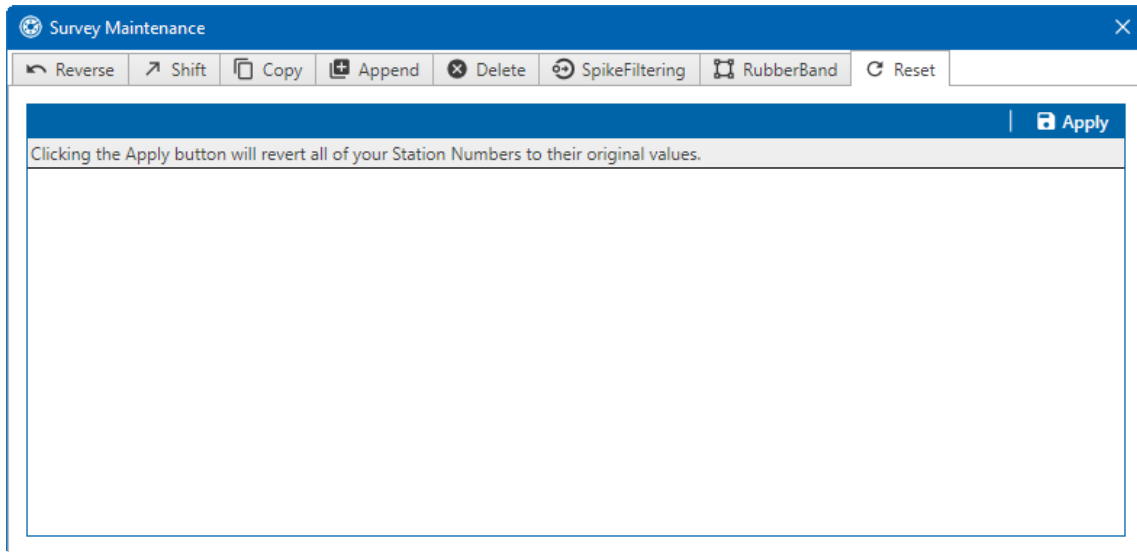 Survey Maintenance
Reverse Shift Copy Append Delete SpikeFiltering RubberBand Reset
Apply
Clicking the Apply button will revert all of your Station Numbers to their original values.